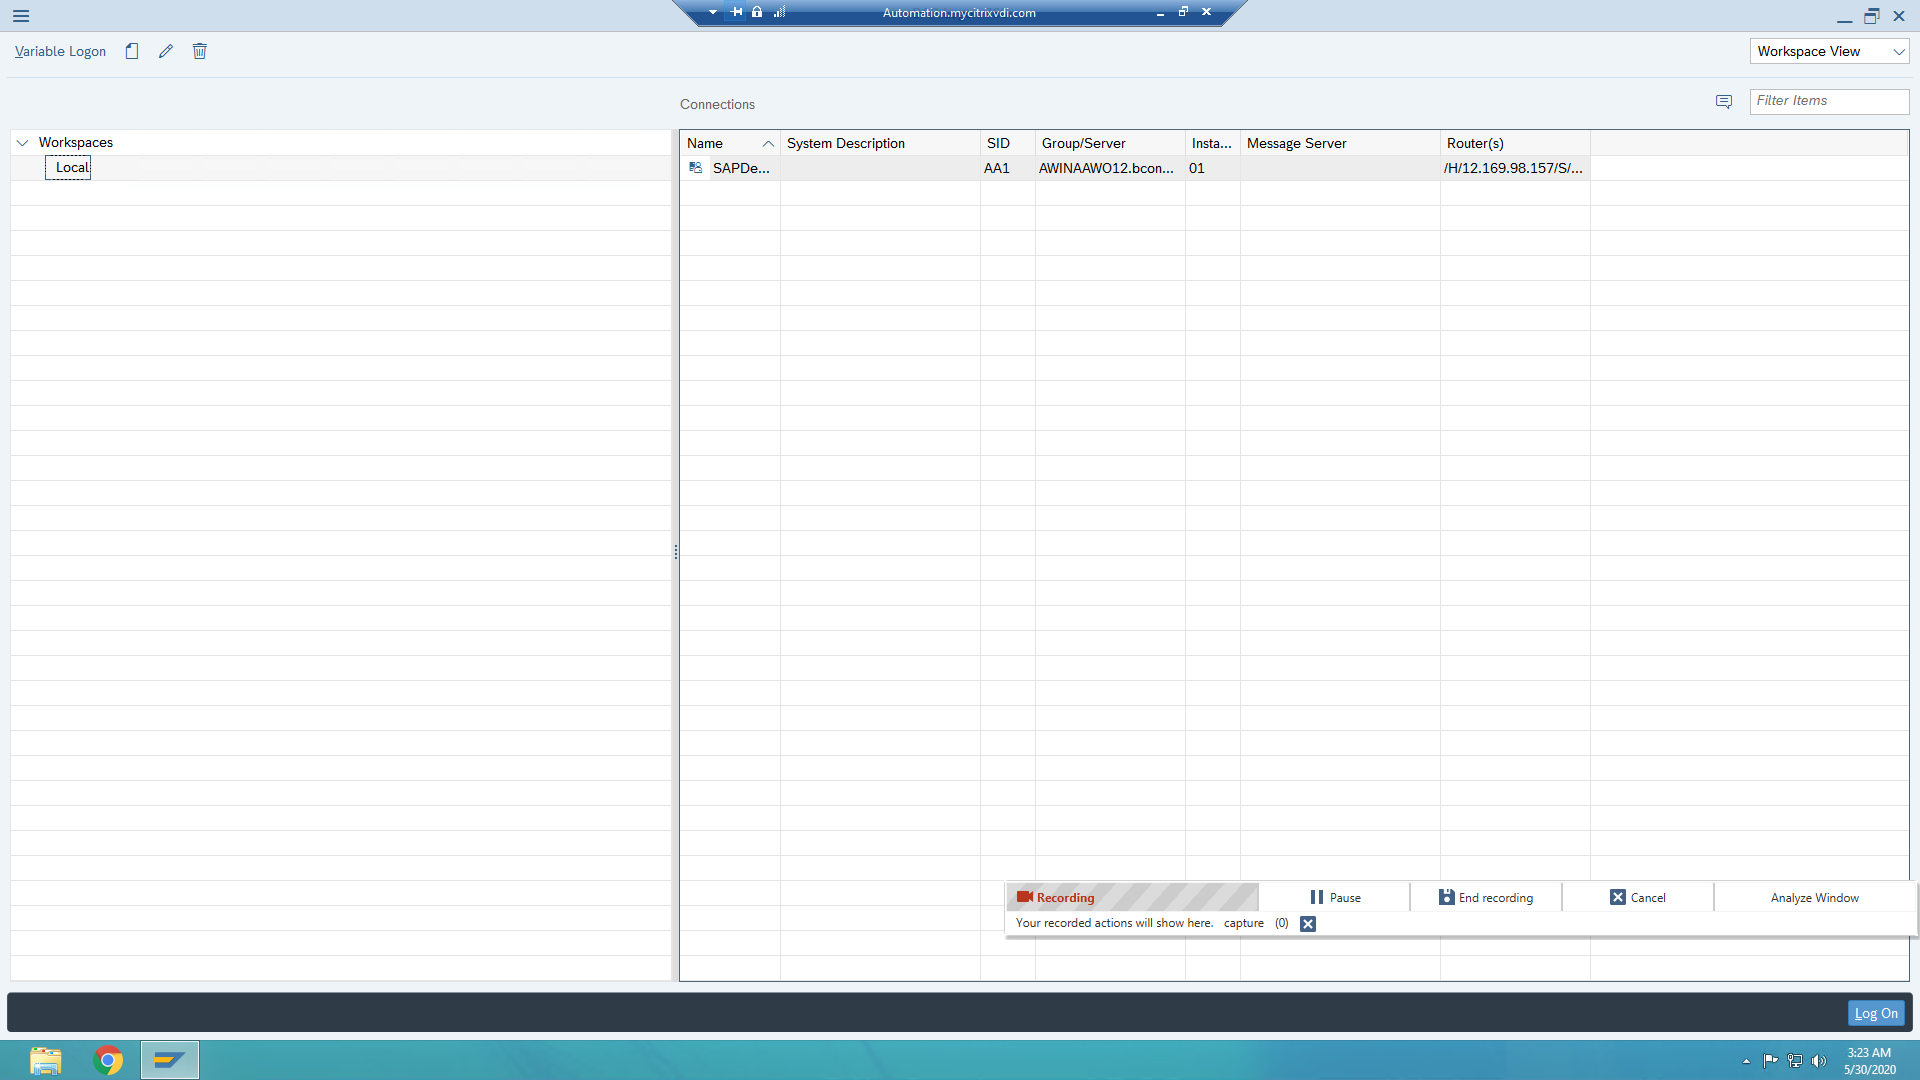 Automation.mycitrixvdi.com
Variable Logon
Workspace View
Connections
Filter Items
Workspaces
Local
Name System Description SID Group/Server Insta... Message Server Router(s)
SAPDe... AA1 AWINAAWO12.bcon... 01 /H/12.169.98.157/S/...
Recording Pause End recording Cancel Analyze Window
Your recorded actions will show here. capture (0)
Log On
3:23 AM
5/30/2020